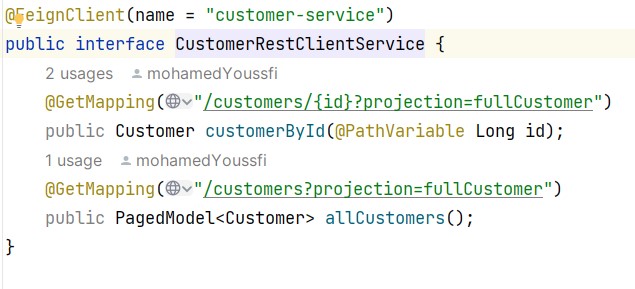 @FeignClient(name = "customer-service")
public interface CustomerRestClientService {
2 usages mohamedYoussfi
@GetMapping("/customers/{id}?projection=fullCustomer")
public Customer customerById(@PathVariable Long id);
1 usage mohamedYoussfi
@GetMapping("/customers?projection=fullCustomer")
public PagedModel<Customer> allCustomers();
}